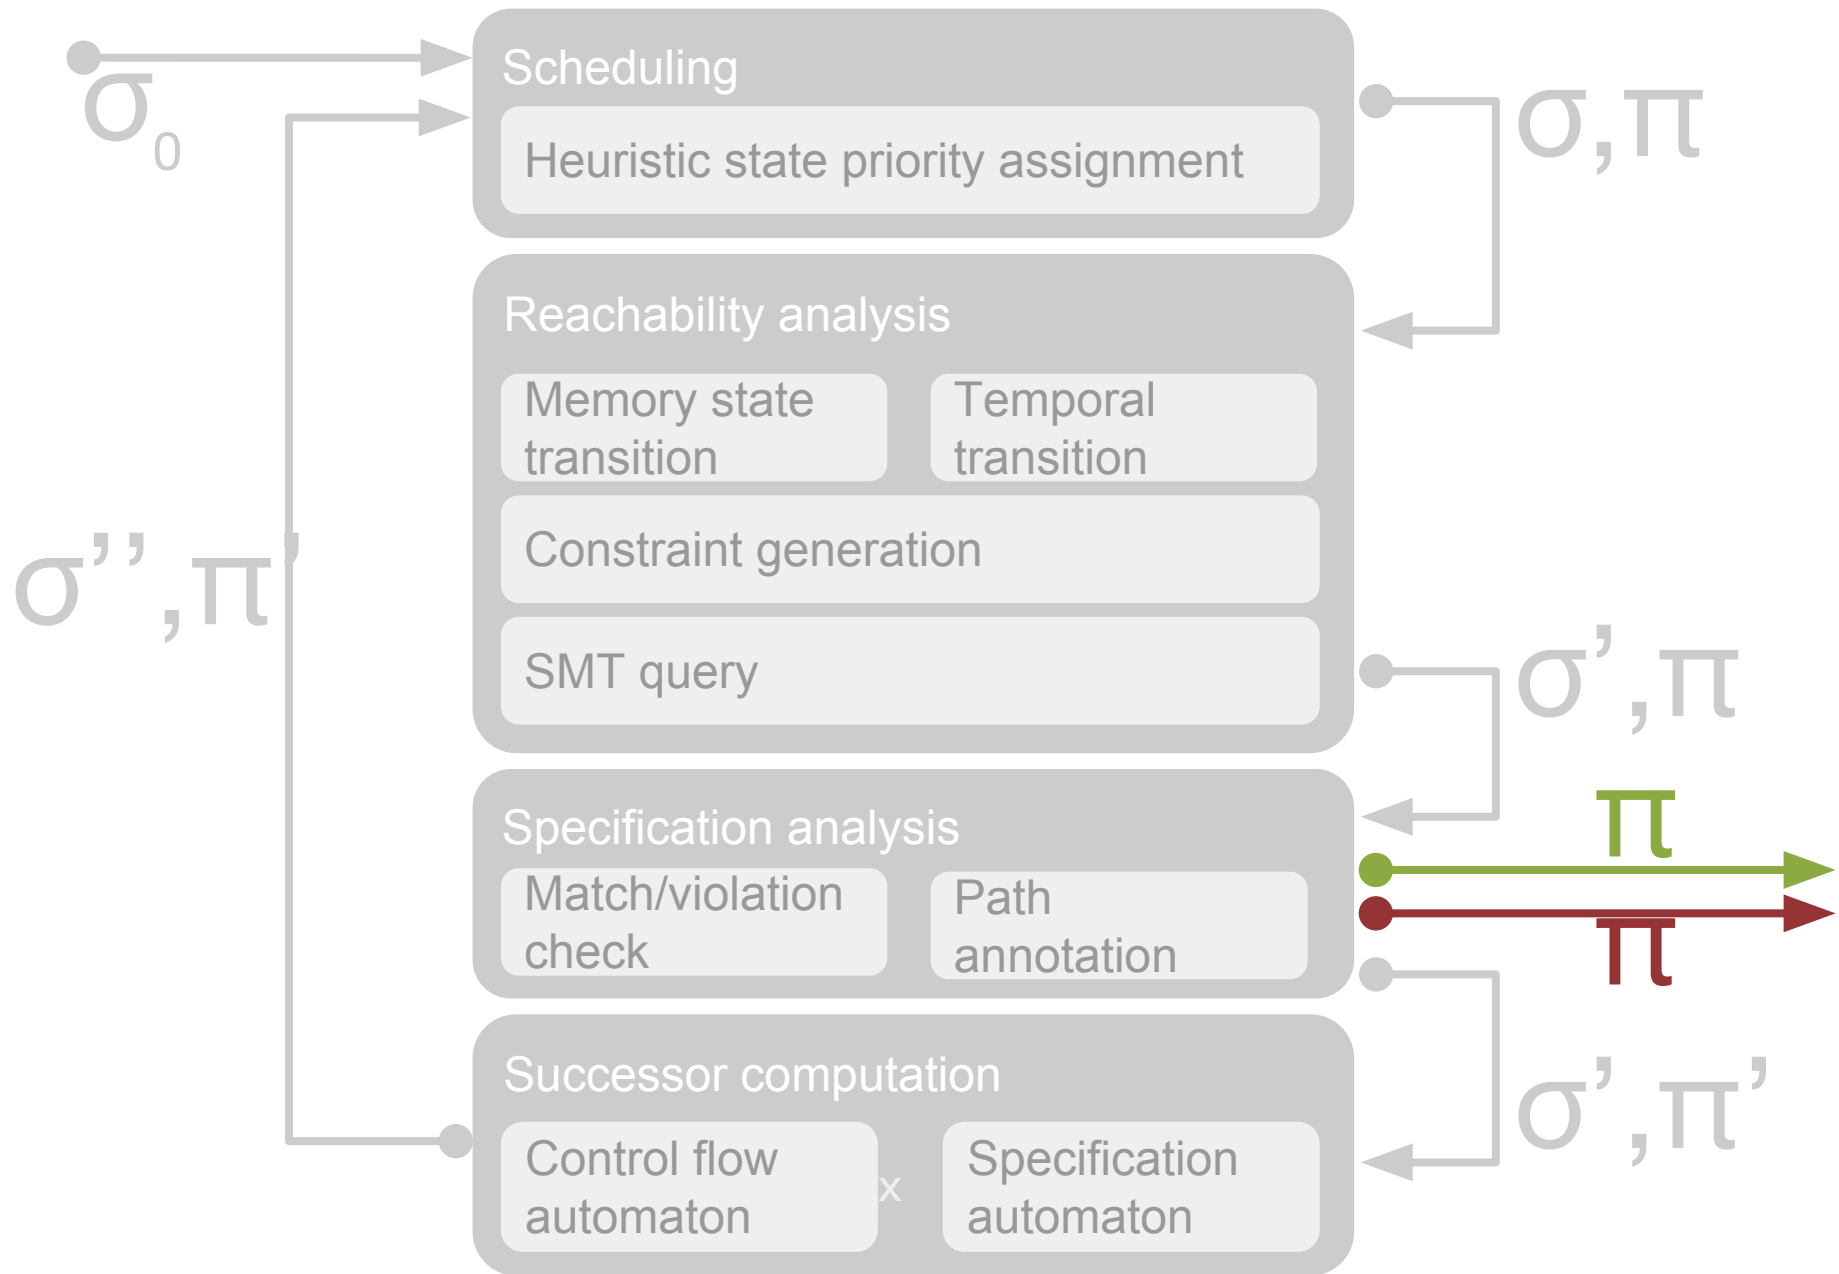 σ₀
Scheduling
Heuristic state priority assignment
σ,π
Reachability analysis
Memory state
transition
Temporal
transition
Constraint generation
SMT query
σ’’,π’
σ’,π
Specification analysis
Match/violation
check
Path
annotation
π
π
Successor computation
Control flow
automaton
x
Specification
automaton
σ’,π’